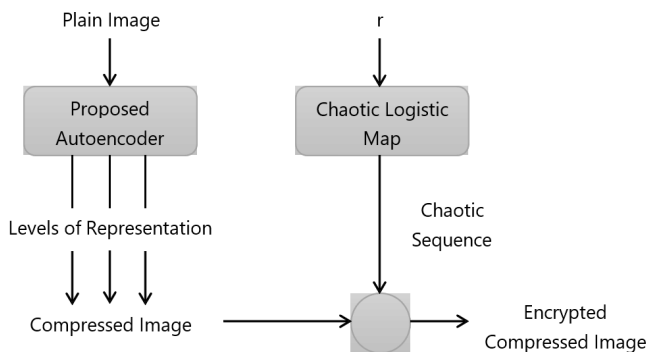 Plain Image
r
Proposed
Autoencoder
Chaotic Logistic
Map
Levels of Representation
Chaotic
Sequence
Compressed Image
Encrypted
Compressed Image